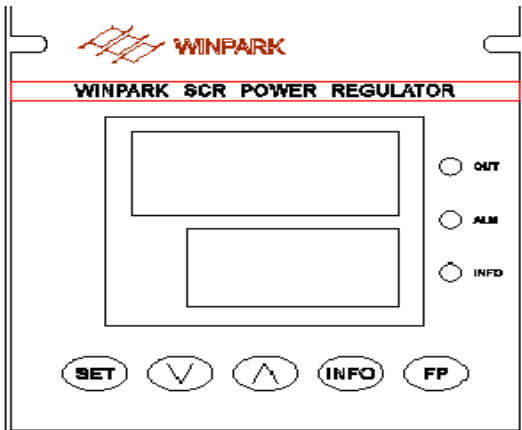 WINPARK
WINPARK SCR POWER REGULATOR
OUT
ALM
INFO
SET INFO FP